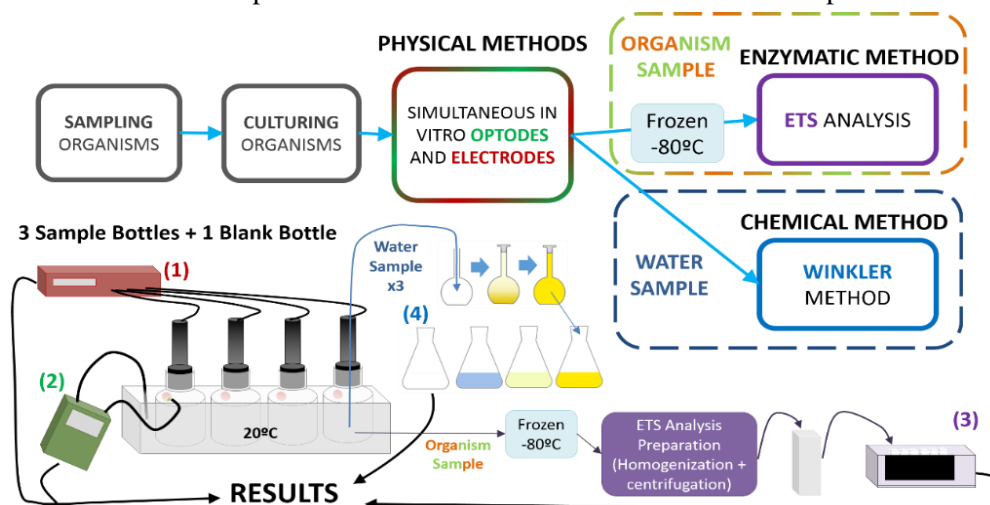 PHYSICAL METHODS
SAMPLING
ORGANISMS
CULTURING
ORGANISMS
SIMULTANEOUS IN
VITRO OPTODES
AND ELECTRODES
ORGANISM
SAMPLE
ENZYMATIC METHOD
Frozen
-80ºC
ETS ANALYSIS
CHEMICAL METHOD
WATER
SAMPLE
WINKLER
METHOD
3 Sample Bottles + 1 Blank Bottle
(1)
(2)
20ºC
Water
Sample
x3
(4)
Organism
Sample
Frozen
-80ºC
ETS Analysis
Preparation
(Homogenization +
centrifugation)
(3)
RESULTS